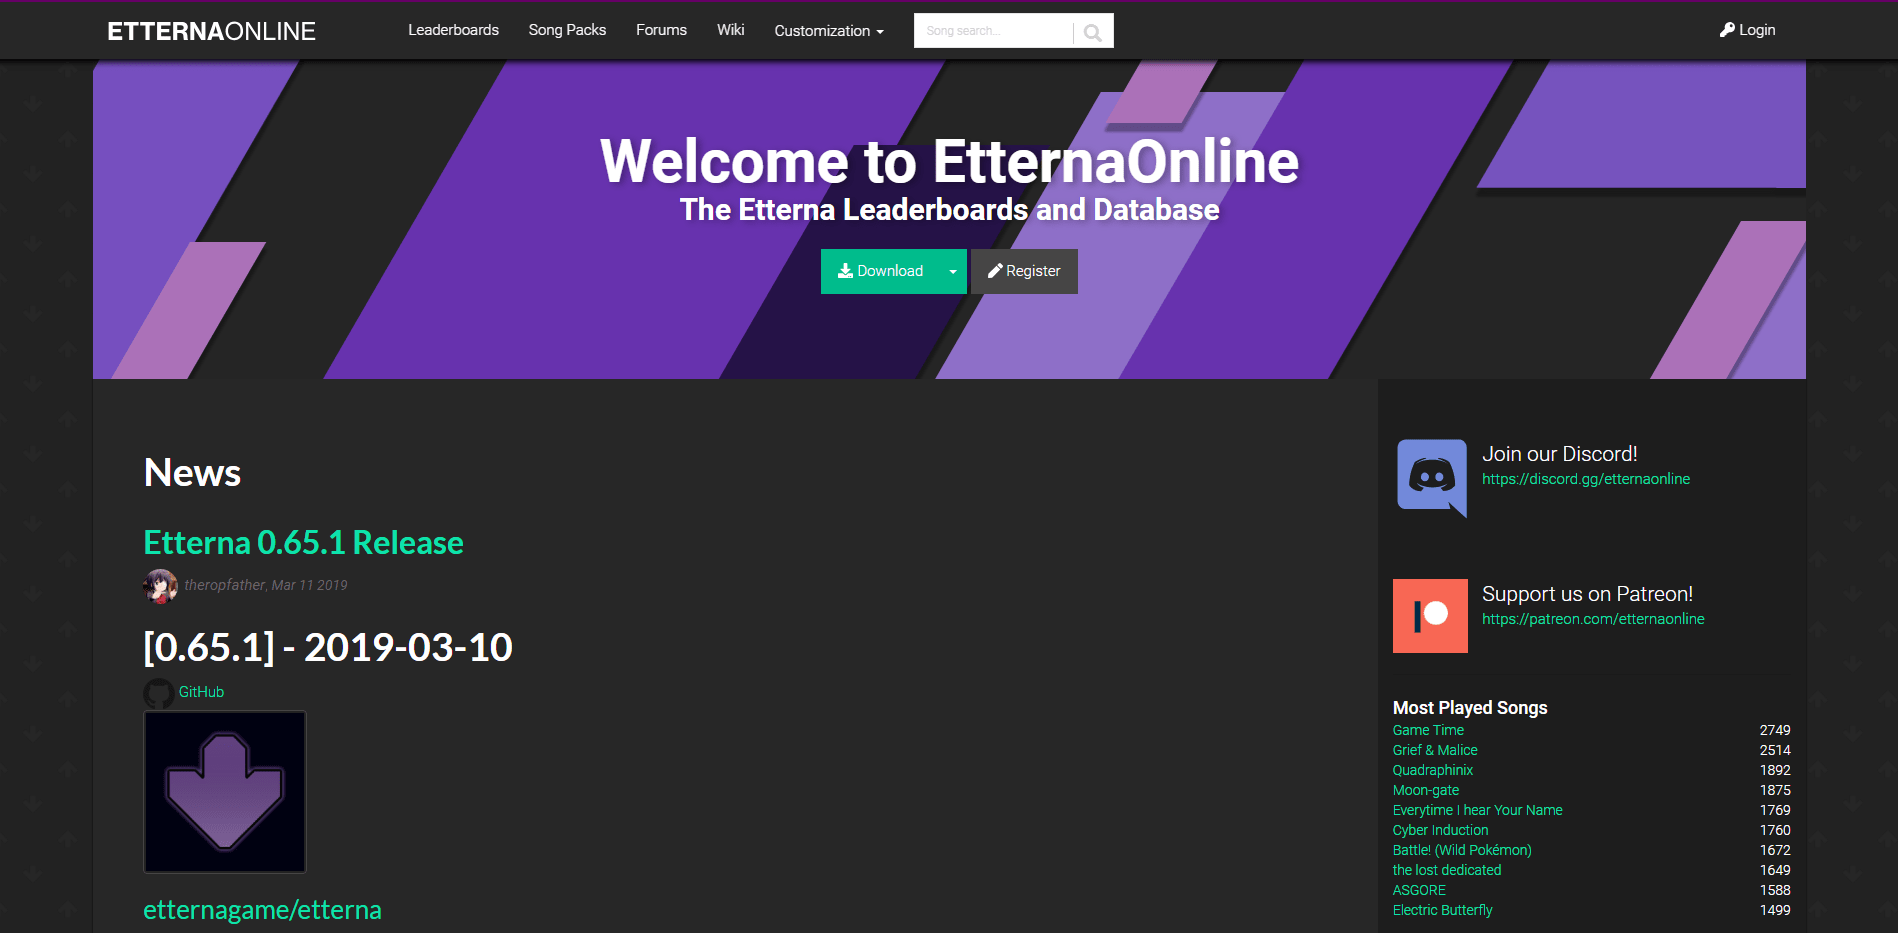 ETTERNAONLINE Leaderboards Song Packs Forums Wiki Customization Song search... Login
Welcome to EtternaOnline
The Etterna Leaderboards and Database
Download Register
News
Etterna 0.65.1 Release
theropfather, Mar 11 2019
[0.65.1] - 2019-03-10
GitHub
etternagame/etterna
Join our Discord!
https://discord.gg/etternaonline
Support us on Patreon!
https://patreon.com/etternaonline
Most Played Songs
Game Time 2749
Grief & Malice 2514
Quadraphinix 1892
Moon-gate 1875
Everytime I hear Your Name 1769
Cyber Induction 1760
Battle! (Wild Pokémon) 1672
the lost dedicated 1649
ASGORE 1588
Electric Butterfly 1499